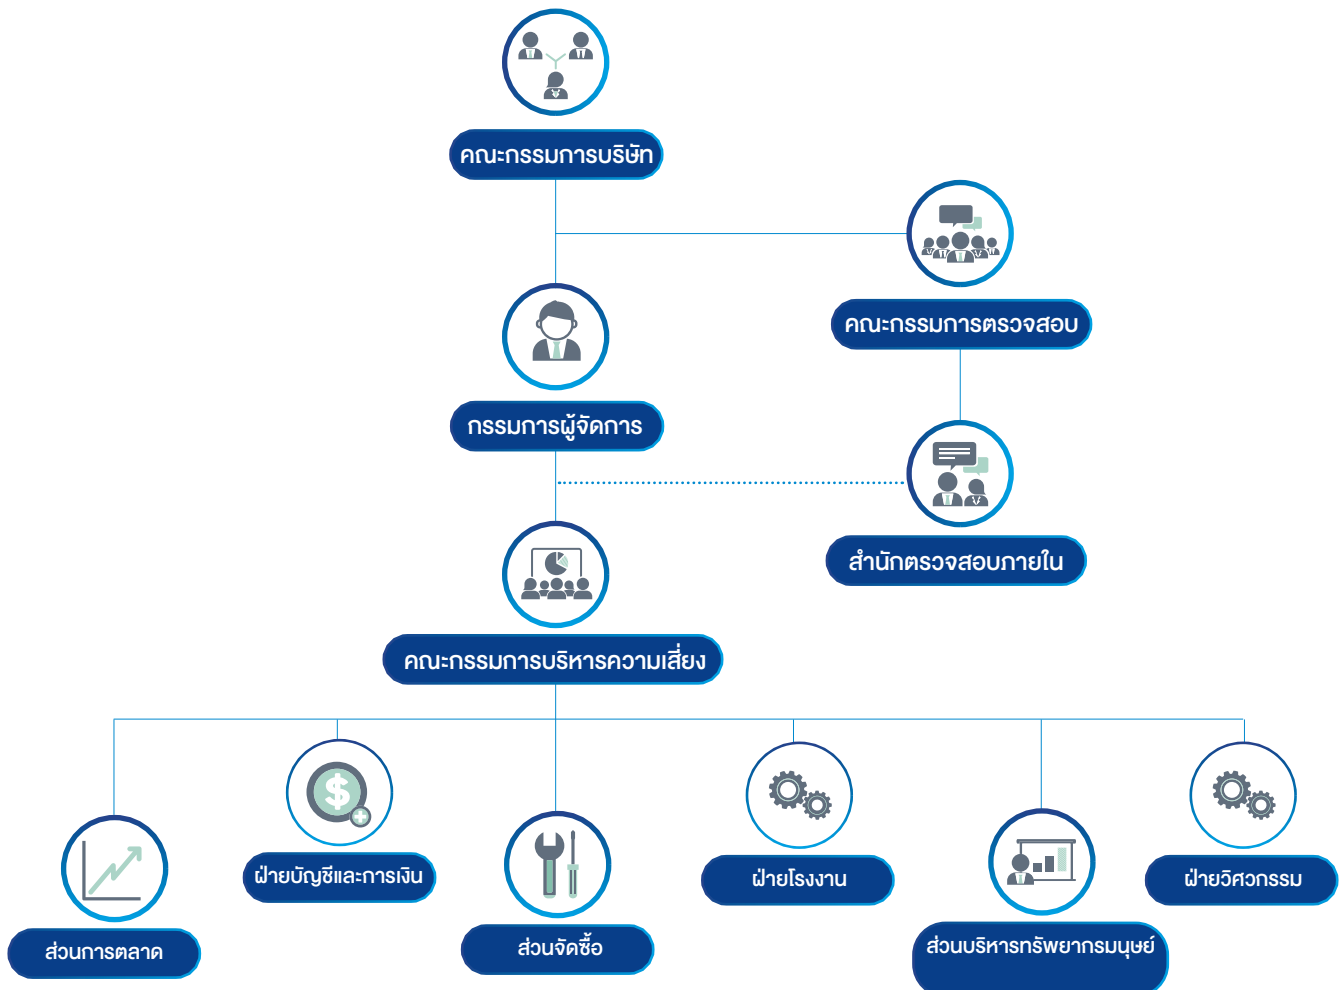 คณะกรรมการบริษัท
คณะกรรมการตรวจสอบ
กรรมการผู้จัดการ
สำนักตรวจสอบภายใน
คณะกรรมการบริหารความเสี่ยง
ฝ่ายบัญชีและการเงิน
ฝ่ายโรงงาน
ฝ่ายวิศวกรรม
ส่วนการตลาด
ส่วนจัดซื้อ
ส่วนบริหารทรัพยากรมนุษย์